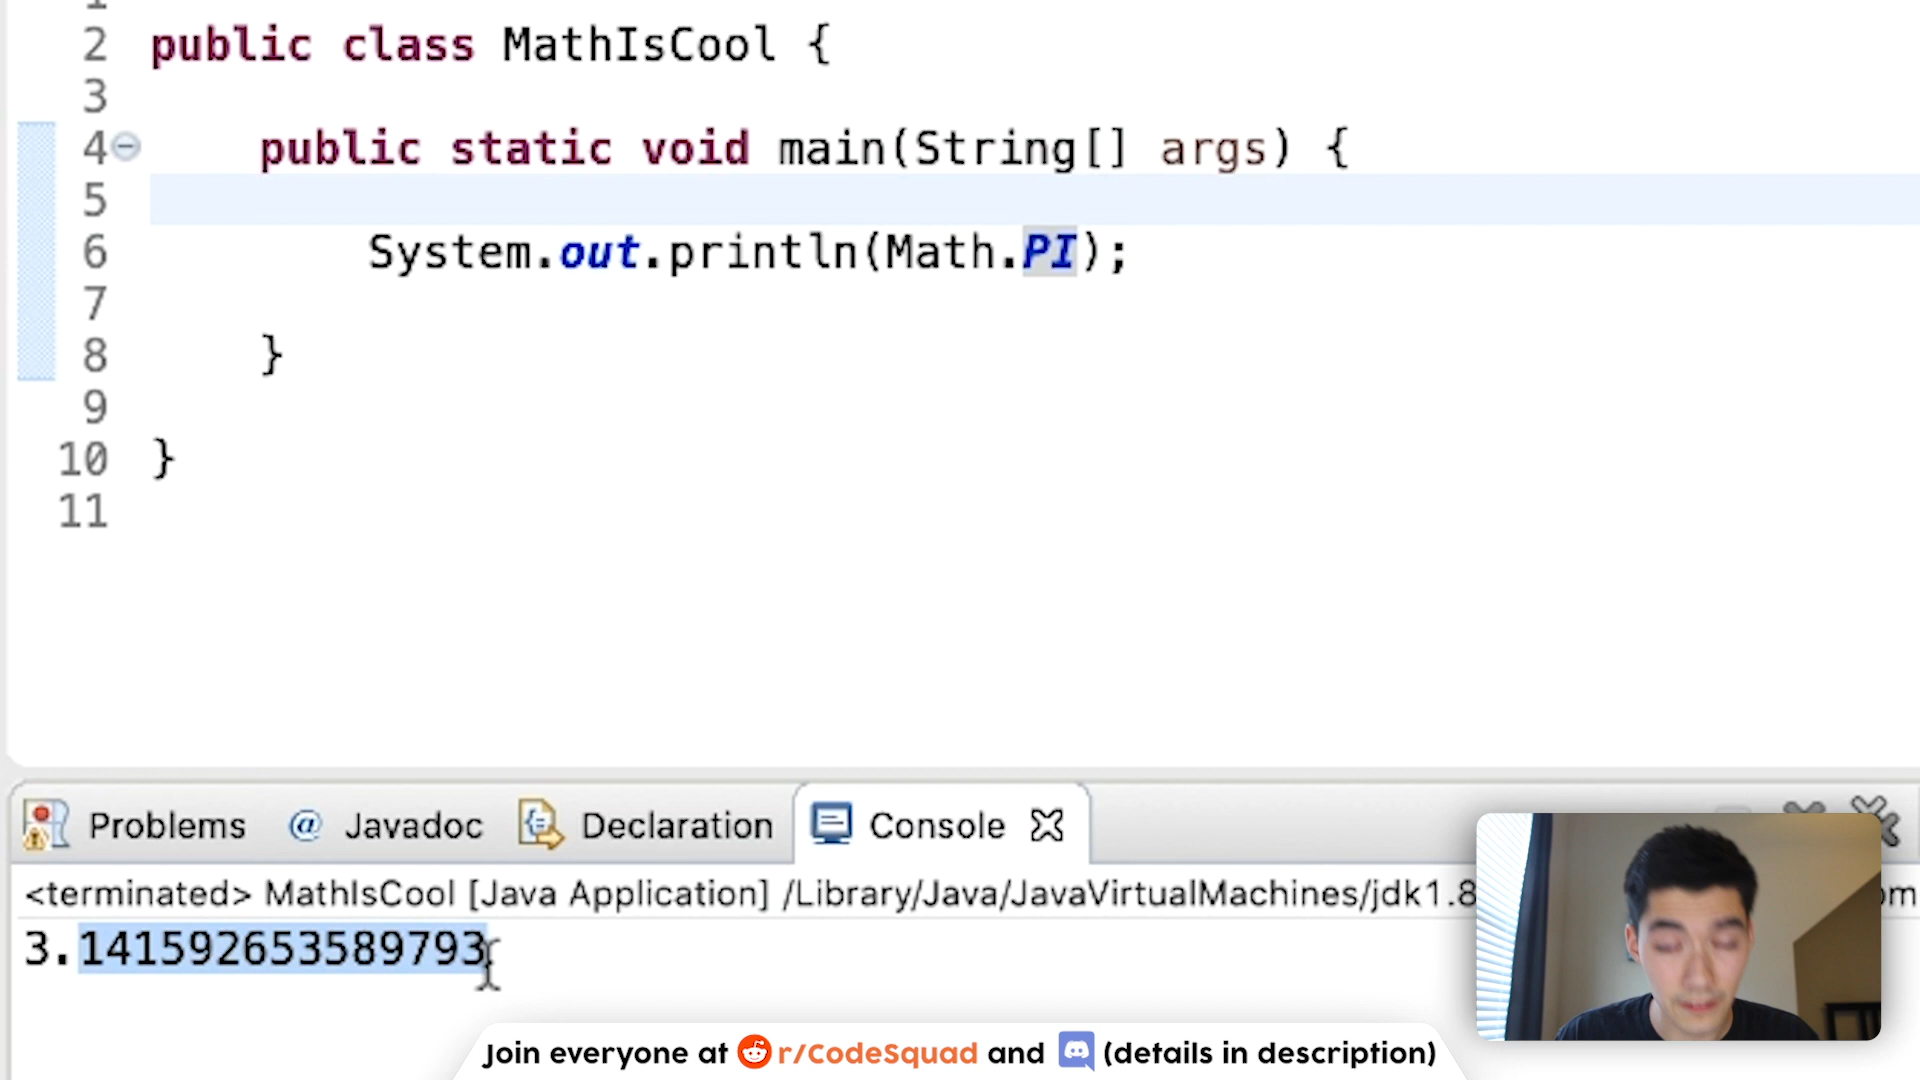 2 public class MathIsCool {
3
4 public static void main(String[] args) {
5
6 System.out.println(Math.PI);
7
8 }
9
10 }
11
Problems @ Javadoc Declaration Console
<terminated> MathIsCool [Java Application] /Library/Java/JavaVirtualMachines/jdk1.8
3.141592653589793
Join everyone at r/CodeSquad and (details in description)